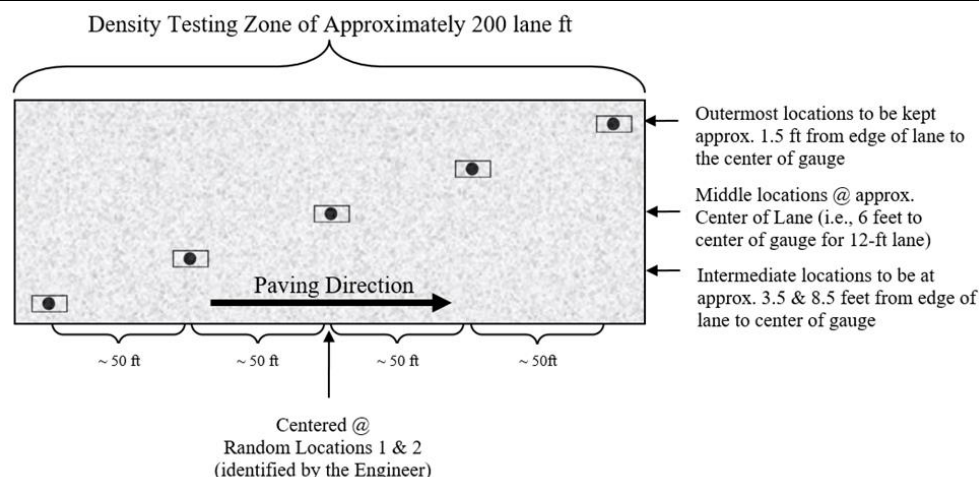 Density Testing Zone of Approximately 200 lane ft
Outermost locations to be kept
approx. 1.5 ft from edge of lane to
the center of gauge
Middle locations @ approx.
Center of Lane (i.e., 6 feet to
center of gauge for 12-ft lane)
Intermediate locations to be at
approx. 3.5 & 8.5 feet from edge of
lane to center of gauge
Paving Direction
~ 50 ft
~ 50 ft
~ 50 ft
~ 50ft
Centered @
Random Locations 1 & 2
(identified by the Engineer)